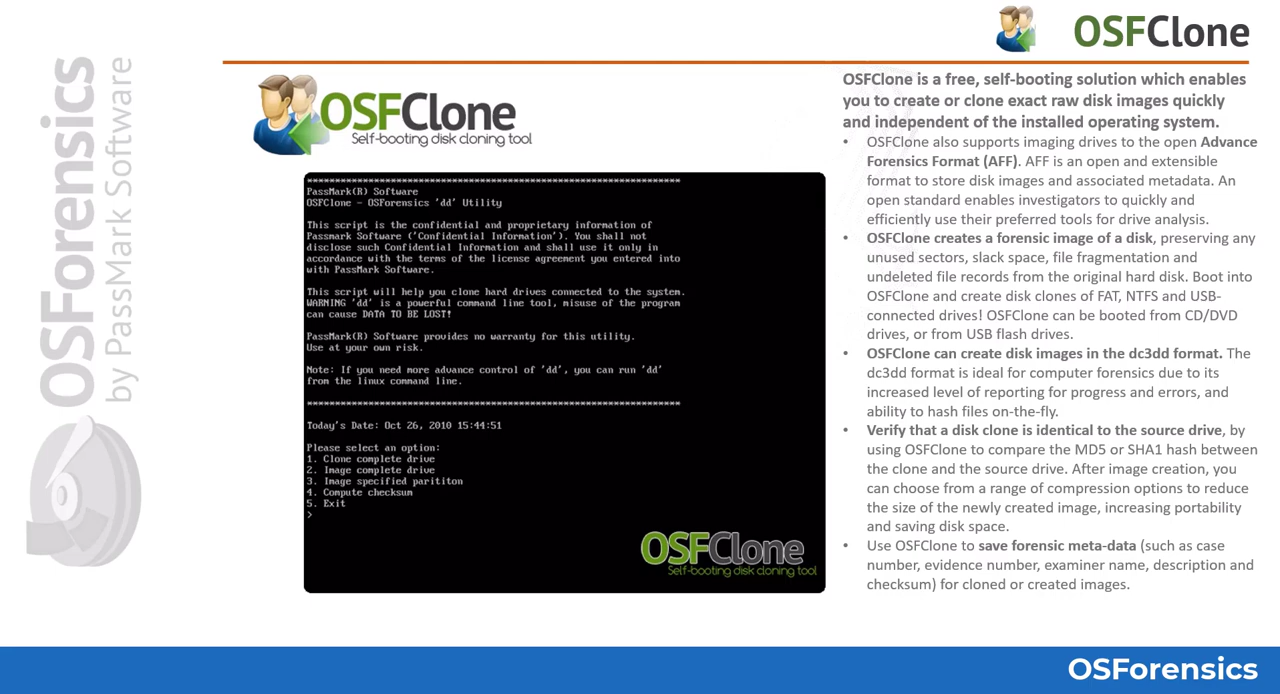 OSForensics
by PassMark Software
OSFClone
OSFClone
Self-booting disk cloning tool
********************************************************************************
PassMark(R) Software
OSFClone - OSForensics 'dd' Utility
This script is the confidential and proprietary information of
Passmark Software ('Confidential Information'). You shall not
disclose such Confidential Information and shall use it only in
accordance with the terms of the license agreement you entered into
with PassMark Software.
This script will help you clone hard drives connected to the system.
WARNING 'dd' is a powerful command line tool, misuse of the program
can cause DATA TO BE LOST!
PassMark(R) Software provides no warranty for this utility.
Use at your own risk.
Note: If you need more advance control of 'dd', you can run 'dd'
from the linux command line.
********************************************************************************
Today's Date: Oct 26, 2010 15:44:51
Please select an option:
1. Clone complete drive
2. Image complete drive
3. Image specified parititon
4. Compute checksum
5. Exit
>
OSFClone
Self-booting disk cloning tool
OSFClone is a free, self-booting solution which enables
you to create or clone exact raw disk images quickly
and independent of the installed operating system.
• OSFClone also supports imaging drives to the open Advance
Forensics Format (AFF). AFF is an open and extensible
format to store disk images and associated metadata. An
open standard enables investigators to quickly and
efficiently use their preferred tools for drive analysis.
• OSFClone creates a forensic image of a disk, preserving any
unused sectors, slack space, file fragmentation and
undeleted file records from the original hard disk. Boot into
OSFClone and create disk clones of FAT, NTFS and USB-
connected drives! OSFClone can be booted from CD/DVD
drives, or from USB flash drives.
• OSFClone can create disk images in the dc3dd format. The
dc3dd format is ideal for computer forensics due to its
increased level of reporting for progress and errors, and
ability to hash files on-the-fly.
• Verify that a disk clone is identical to the source drive, by
using OSFClone to compare the MD5 or SHA1 hash between
the clone and the source drive. After image creation, you
can choose from a range of compression options to reduce
the size of the newly created image, increasing portability
and saving disk space.
• Use OSFClone to save forensic meta-data (such as case
number, evidence number, examiner name, description and
checksum) for cloned or created images.
OSForensics